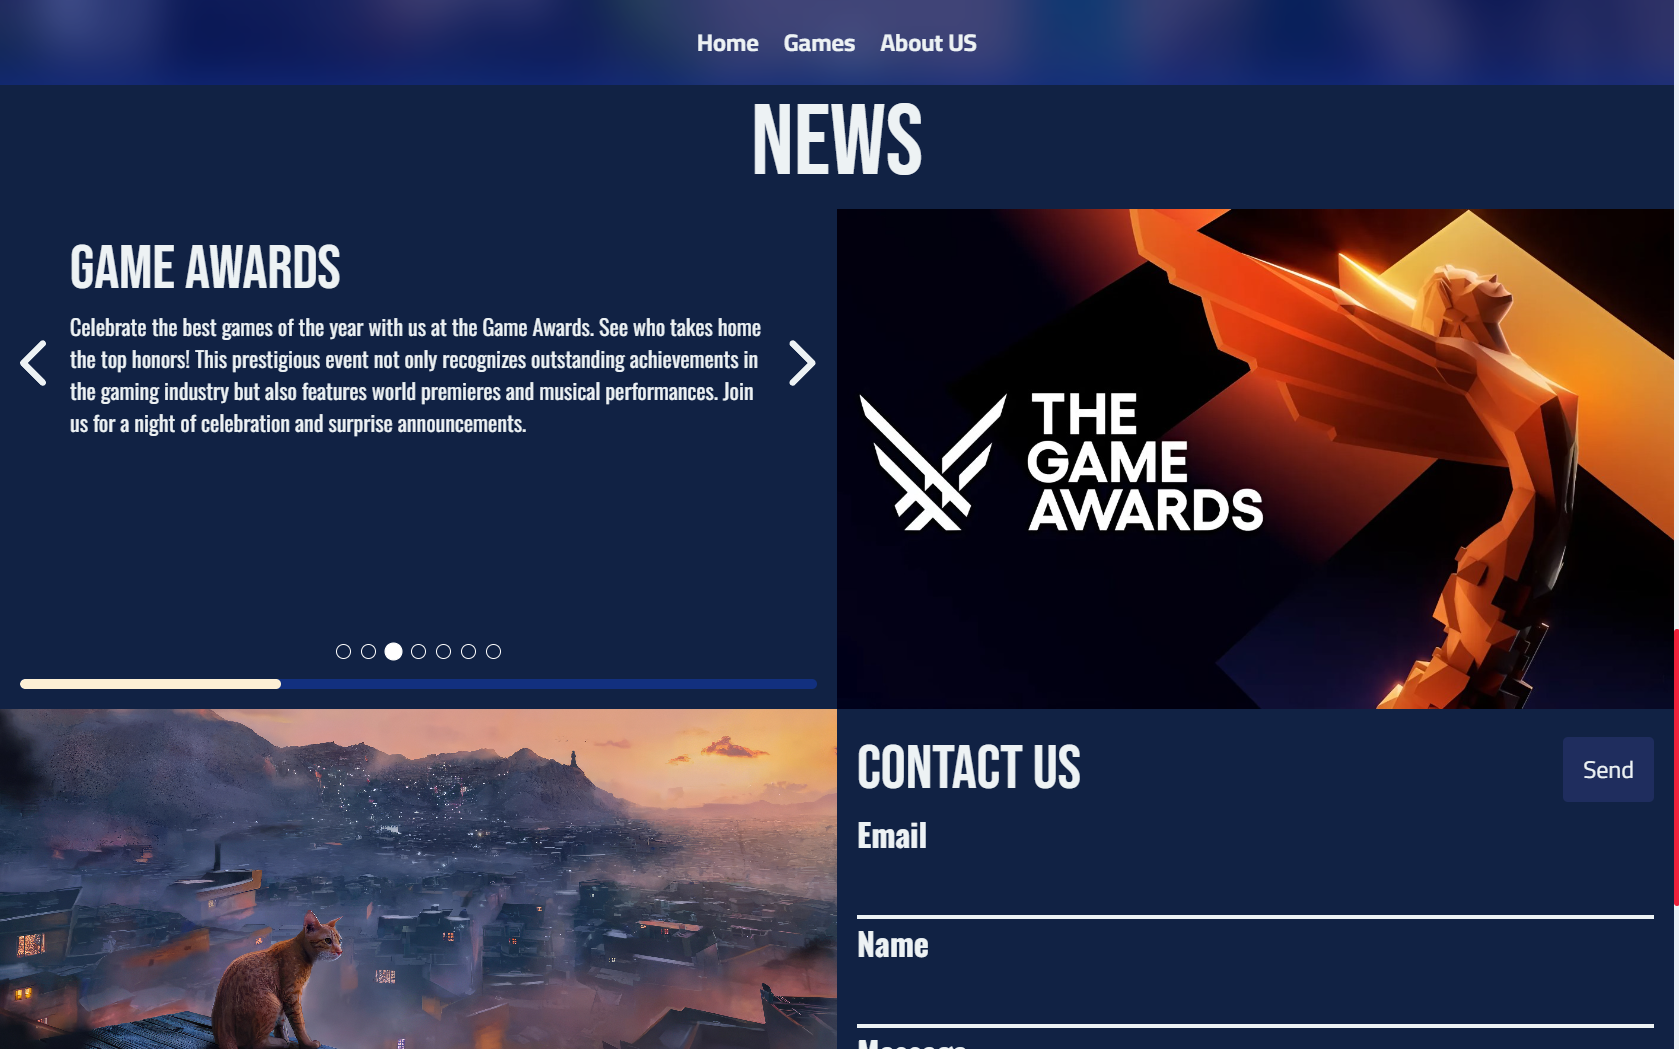 Home Games About US
NEWS
GAME AWARDS
Celebrate the best games of the year with us at the Game Awards. See who takes home
the top honors! This prestigious event not only recognizes outstanding achievements in
the gaming industry but also features world premieres and musical performances. Join
us for a night of celebration and surprise announcements.
THE
GAME
AWARDS
CONTACT US
Send
Email
Name